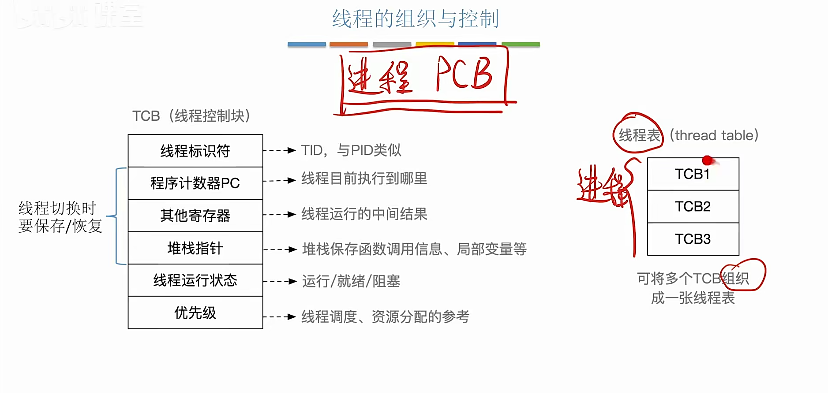 线程的组织与控制
进程 PCB
TCB（线程控制块）
线程标识符
TID，与PID类似
程序计数器PC
线程目前执行到哪里
其他寄存器
线程运行的中间结果
堆栈指针
堆栈保存函数调用信息、局部变量等
线程运行状态
运行/就绪/阻塞
优先级
线程调度、资源分配的参考
线程切换时
要保存/恢复
线程表（thread table）
进程
TCB1
TCB2
TCB3
可将多个TCB组织
成一张线程表